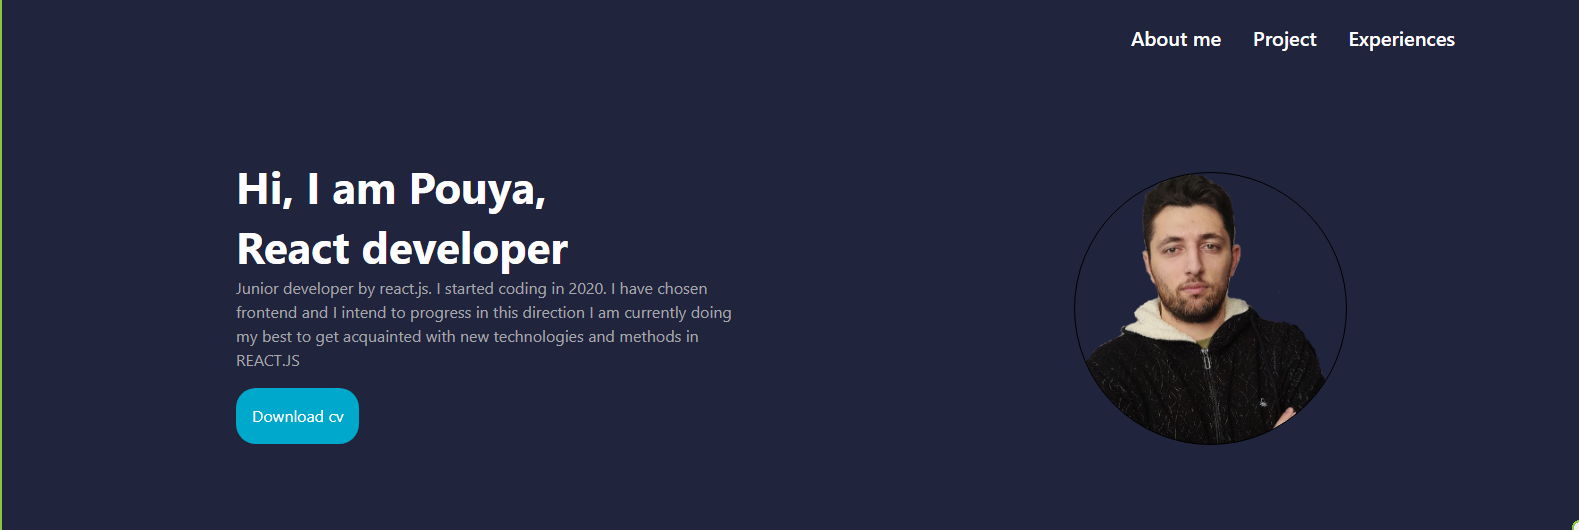 About me Project Experiences
Hi, I am Pouya,
React developer
Junior developer by react.js. I started coding in 2020. I have chosen
frontend and I intend to progress in this direction I am currently doing
my best to get acquainted with new technologies and methods in
REACT.JS
Download cv